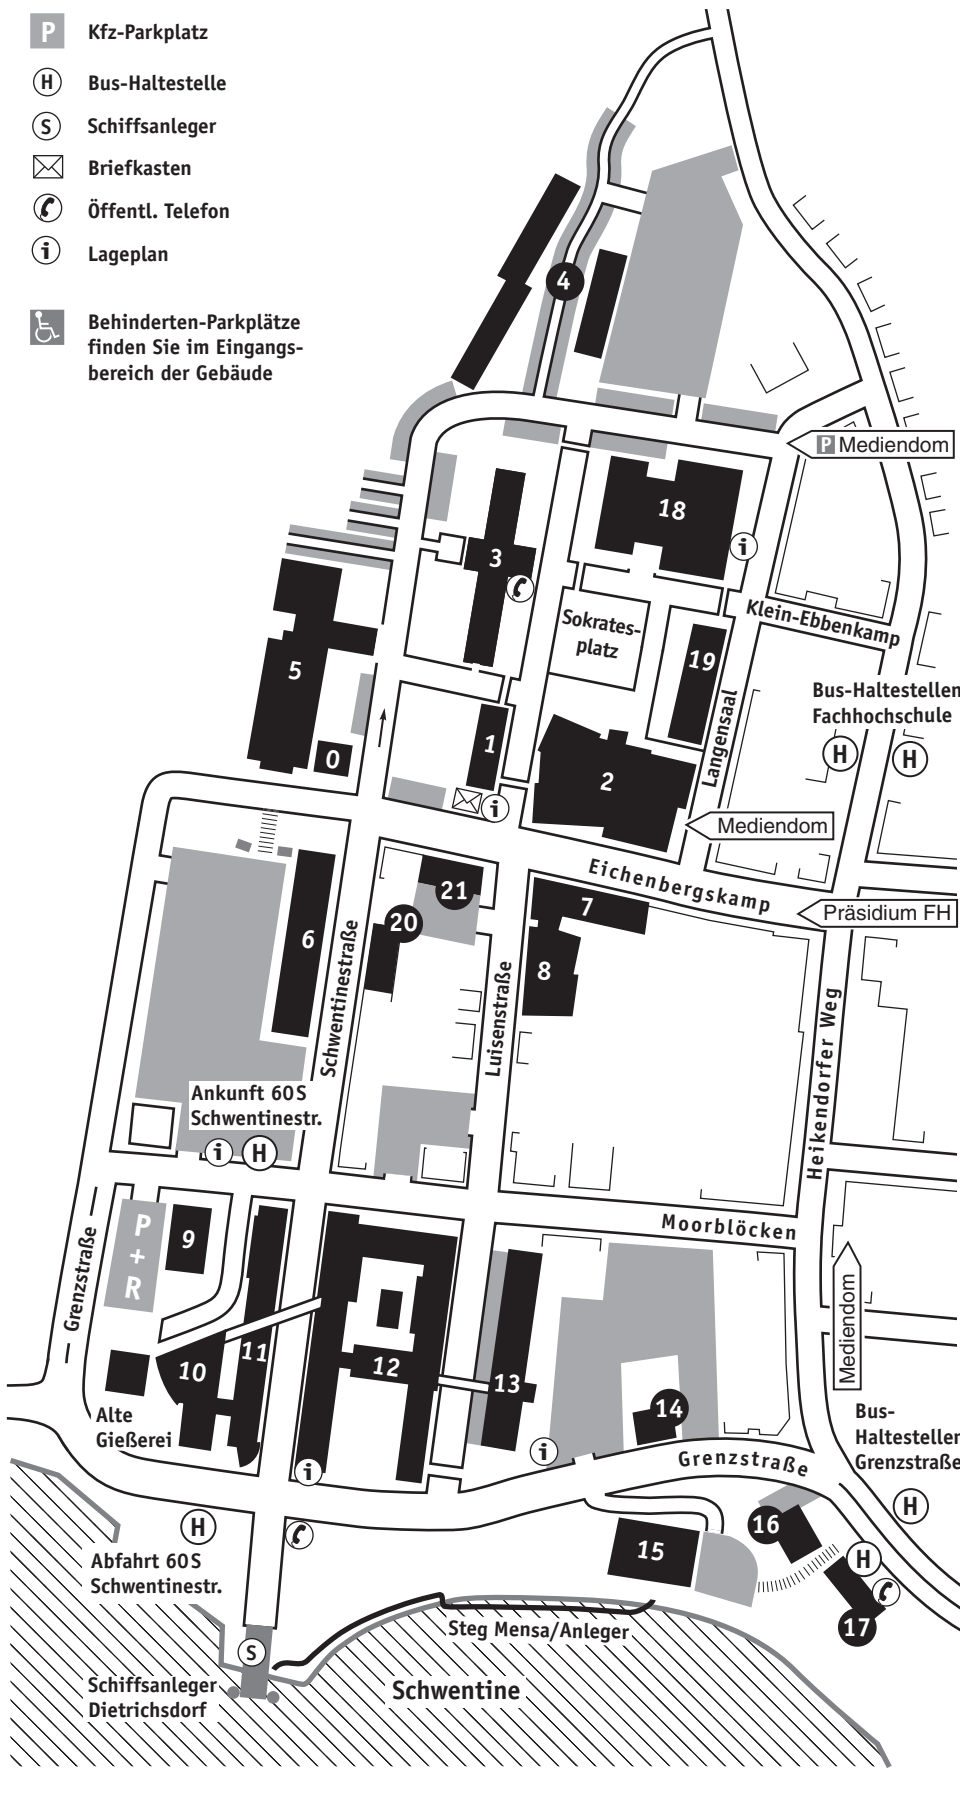 P Kfz-Parkplatz
H Bus-Haltestelle
S Schiffsanleger
Briefkasten
Öffentl. Telefon
i Lageplan
Behinderten-Parkplätze
finden Sie im Eingangs-
bereich der Gebäude
4
P Mediendom
18
i
3
Sokrates-
platz
Klein-Ebbenkamp
19
5
Langensaal
Bus-Haltestellen
Fachhochschule
H
H
0
1
2
i
Mediendom
Eichenbergskamp
21
7
20
Präsidium FH
6
8
Schwentinestraße
Luisenstraße
Heikendorfer Weg
Ankunft 60S
Schwentinestr.
i
H
Grenzstraße
P
+
R
9
Moorblöcken
Mediendom
10
11
12
13
14
Alte
Gießerei
Bus-
Haltestellen
Grenzstraße
i
i
Grenzstraße
H
H
16
15
H
Abfahrt 60S
Schwentinestr.
17
Steg Mensa/Anleger
S
Schiffsanleger
Dietrichsdorf
Schwentine